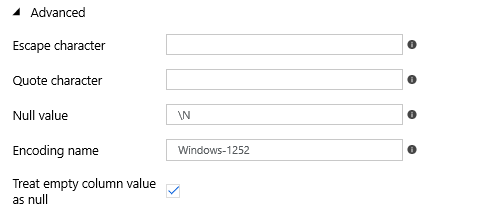 Advanced
Escape character
Quote character
Null value
\N
Encoding name
Windows-1252
Treat empty column value
as null